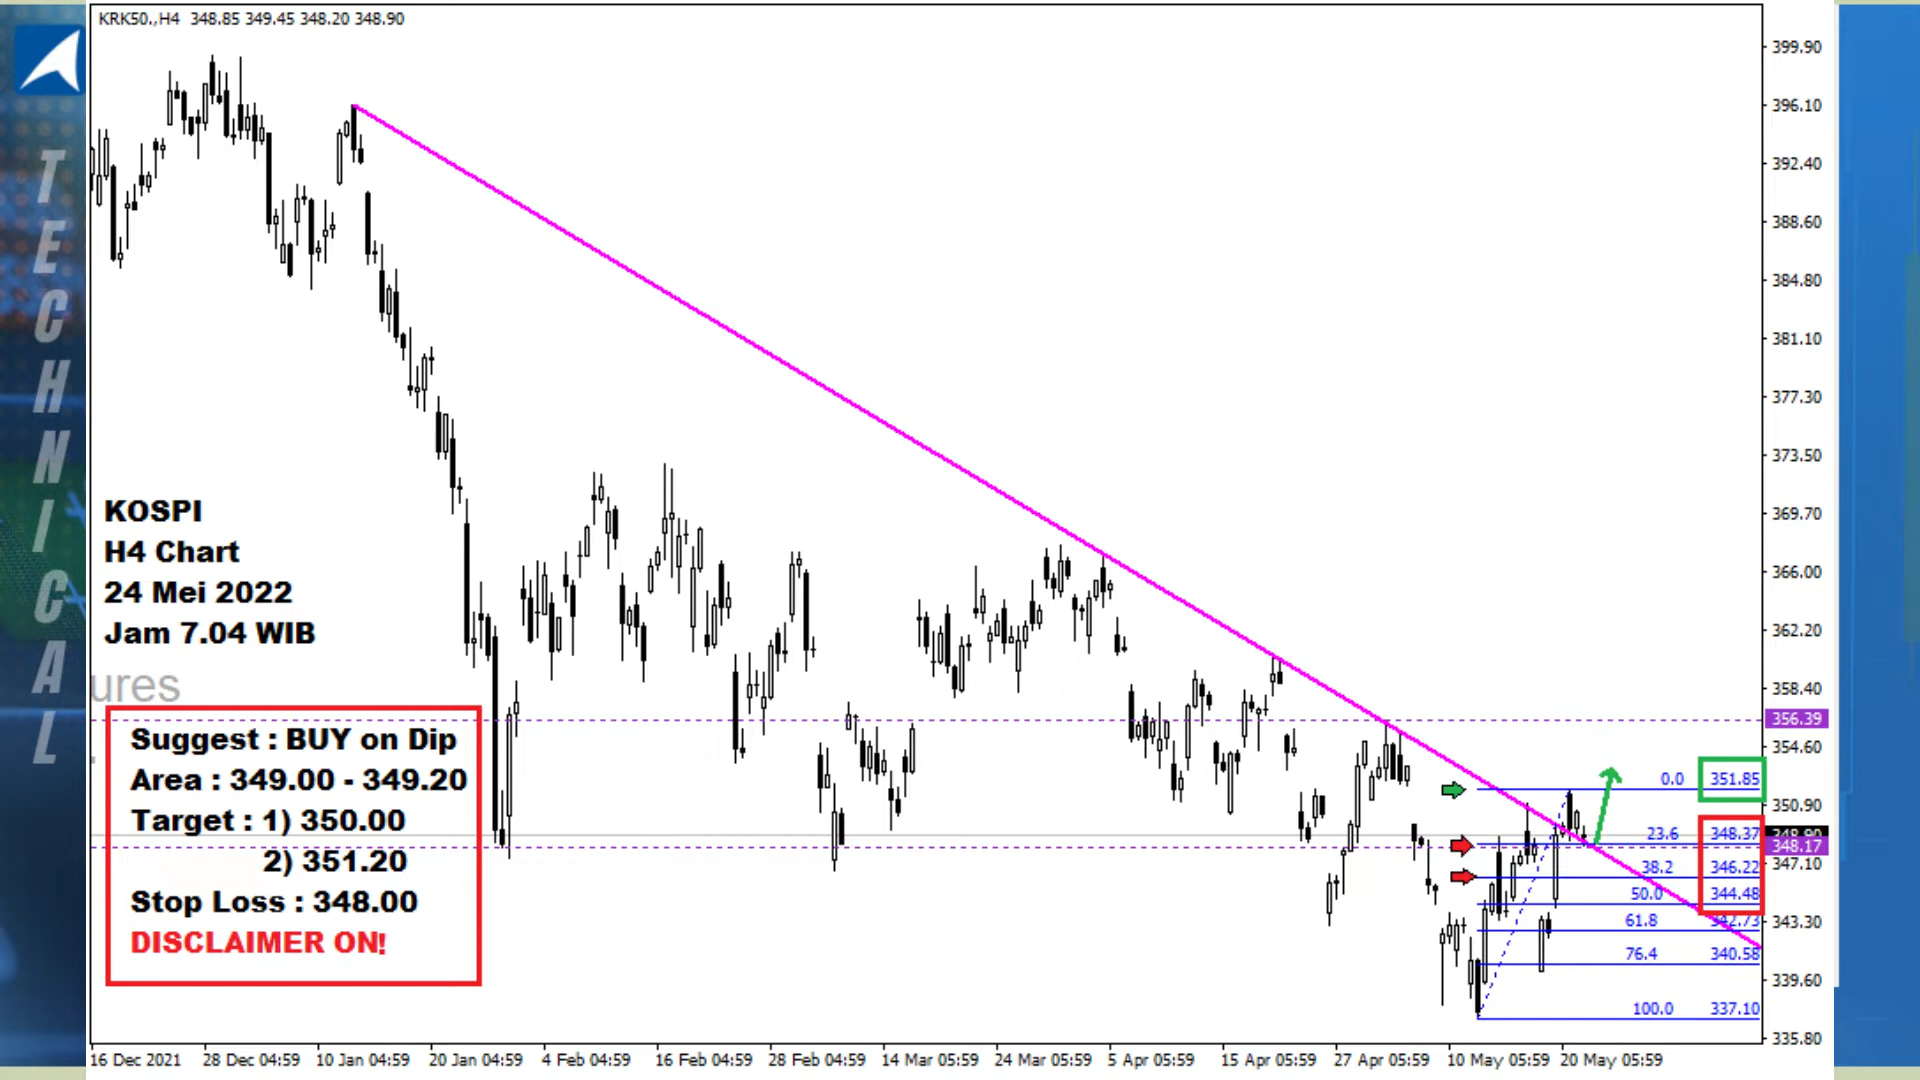 KRK50.,H4 348.85 349.45 348.20 348.90
TECHNICAL
KOSPI
H4 Chart
24 Mei 2022
Jam 7.04 WIB
ures
Suggest : BUY on Dip
Area : 349.00 - 349.20
Target : 1) 350.00
2) 351.20
Stop Loss : 348.00
DISCLAIMER ON!
0.0 351.85
23.6 348.37
38.2 346.22
50.0 344.48
61.8 342.73
76.4 340.58
100.0 337.10
399.90
396.10
392.40
388.60
384.80
381.10
377.30
373.50
369.70
366.00
362.20
358.40
356.39
354.60
350.90
348.90
348.17
347.10
343.30
339.60
335.80
16 Dec 2021 28 Dec 04:59 10 Jan 04:59 20 Jan 04:59 4 Feb 04:59 16 Feb 04:59 28 Feb 04:59 14 Mar 05:59 24 Mar 05:59 5 Apr 05:59 15 Apr 05:59 27 Apr 05:59 10 May 05:59 20 May 05:59